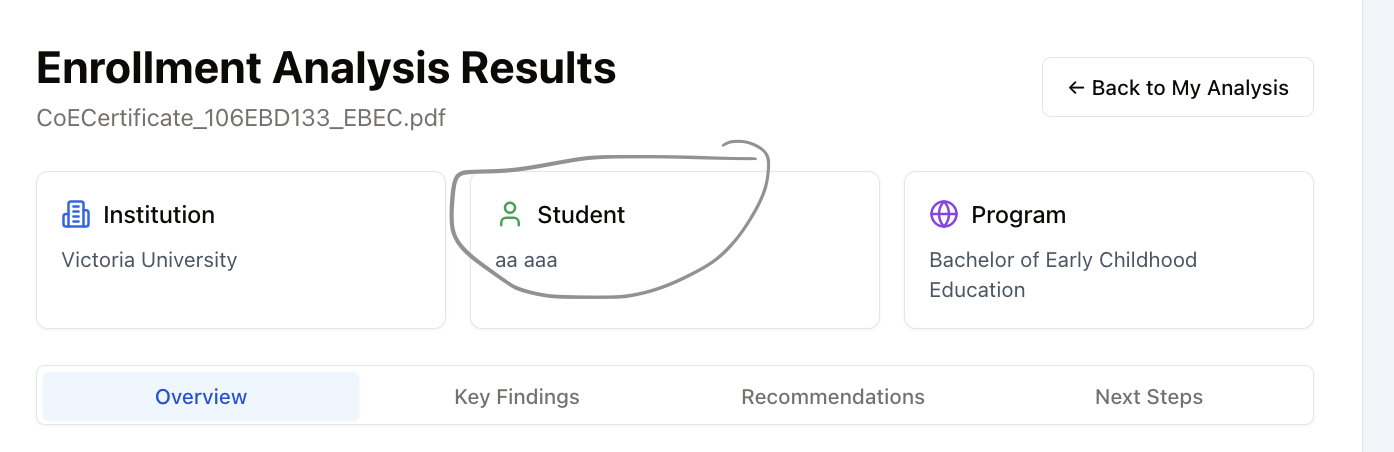 Enrollment Analysis Results
← Back to My Analysis
CoECertificate_106EBD133_EBEC.pdf
Institution
Victoria University
Student
aa aaa
Program
Bachelor of Early Childhood
Education
Overview
Key Findings
Recommendations
Next Steps